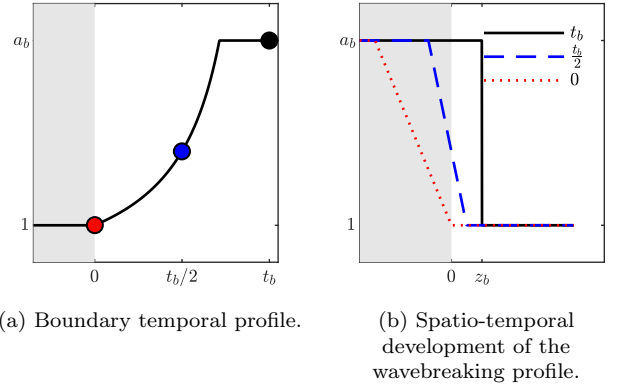 a_b
1
0
t_b/2
t_b
a_b
1
0
z_b
t_b
t_b/2
0
a) Boundary temporal profile.
(b) Spatio-temporal
development of the
wavebreaking profile.